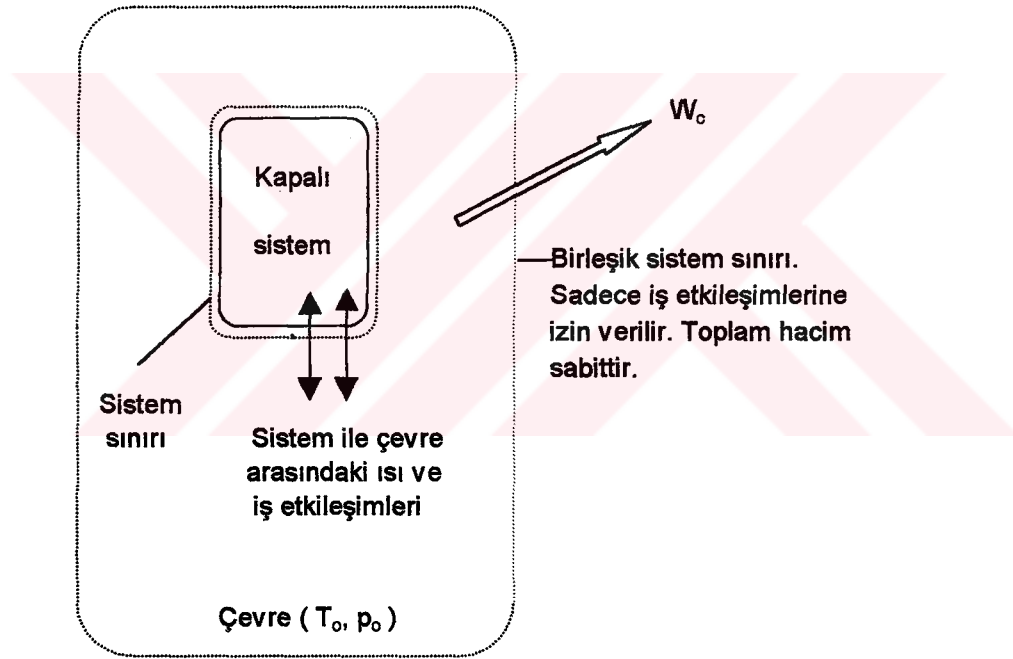 W꜀
Kapalı
sistem
Birleşik sistem sınırı.
Sadece iş etkileşimlerine
izin verilir. Toplam hacim
sabittir.
Sistem
sınırı
Sistem ile çevre
arasındaki ısı ve
iş etkileşimleri
Çevre ( Tₒ, pₒ )